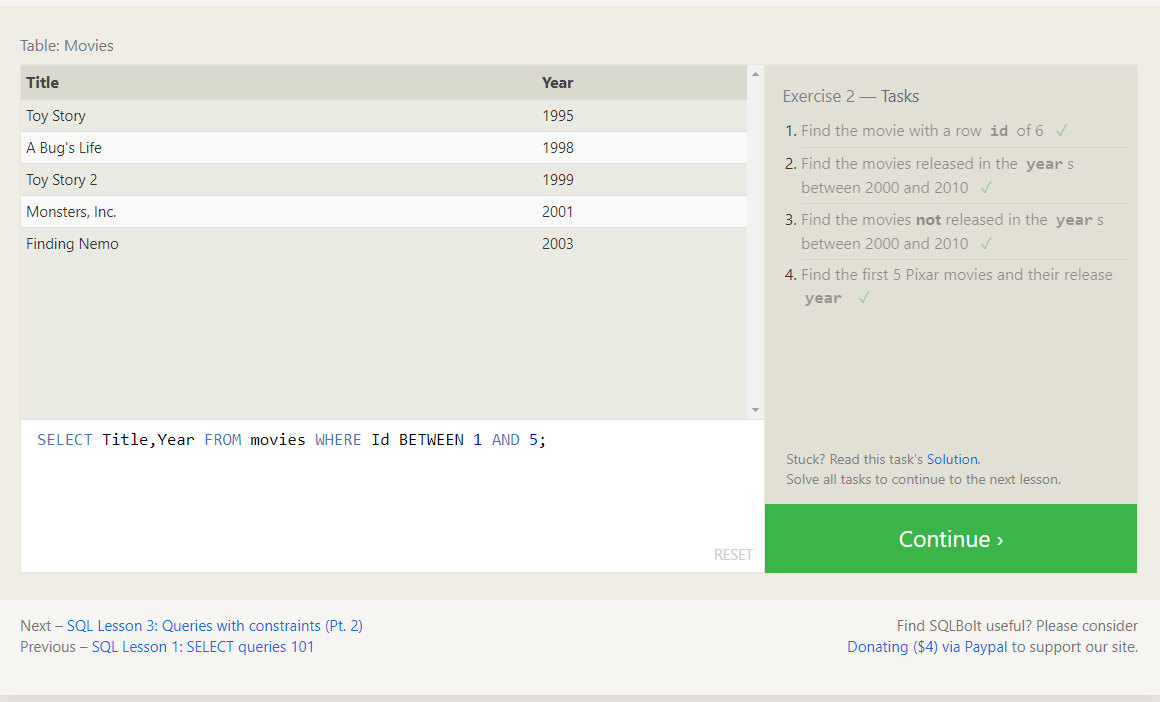 Table: Movies
Title Year
Toy Story 1995
A Bug's Life 1998
Toy Story 2 1999
Monsters, Inc. 2001
Finding Nemo 2003
SELECT Title,Year FROM movies WHERE Id BETWEEN 1 AND 5;
RESET
Exercise 2 — Tasks
1. Find the movie with a row id of 6 ✓
2. Find the movies released in the year s
between 2000 and 2010 ✓
3. Find the movies not released in the year s
between 2000 and 2010 ✓
4. Find the first 5 Pixar movies and their release
year ✓
Stuck? Read this task's Solution.
Solve all tasks to continue to the next lesson.
Continue ›
Next – SQL Lesson 3: Queries with constraints (Pt. 2)
Previous – SQL Lesson 1: SELECT queries 101
Find SQLBolt useful? Please consider
Donating ($4) via Paypal to support our site.